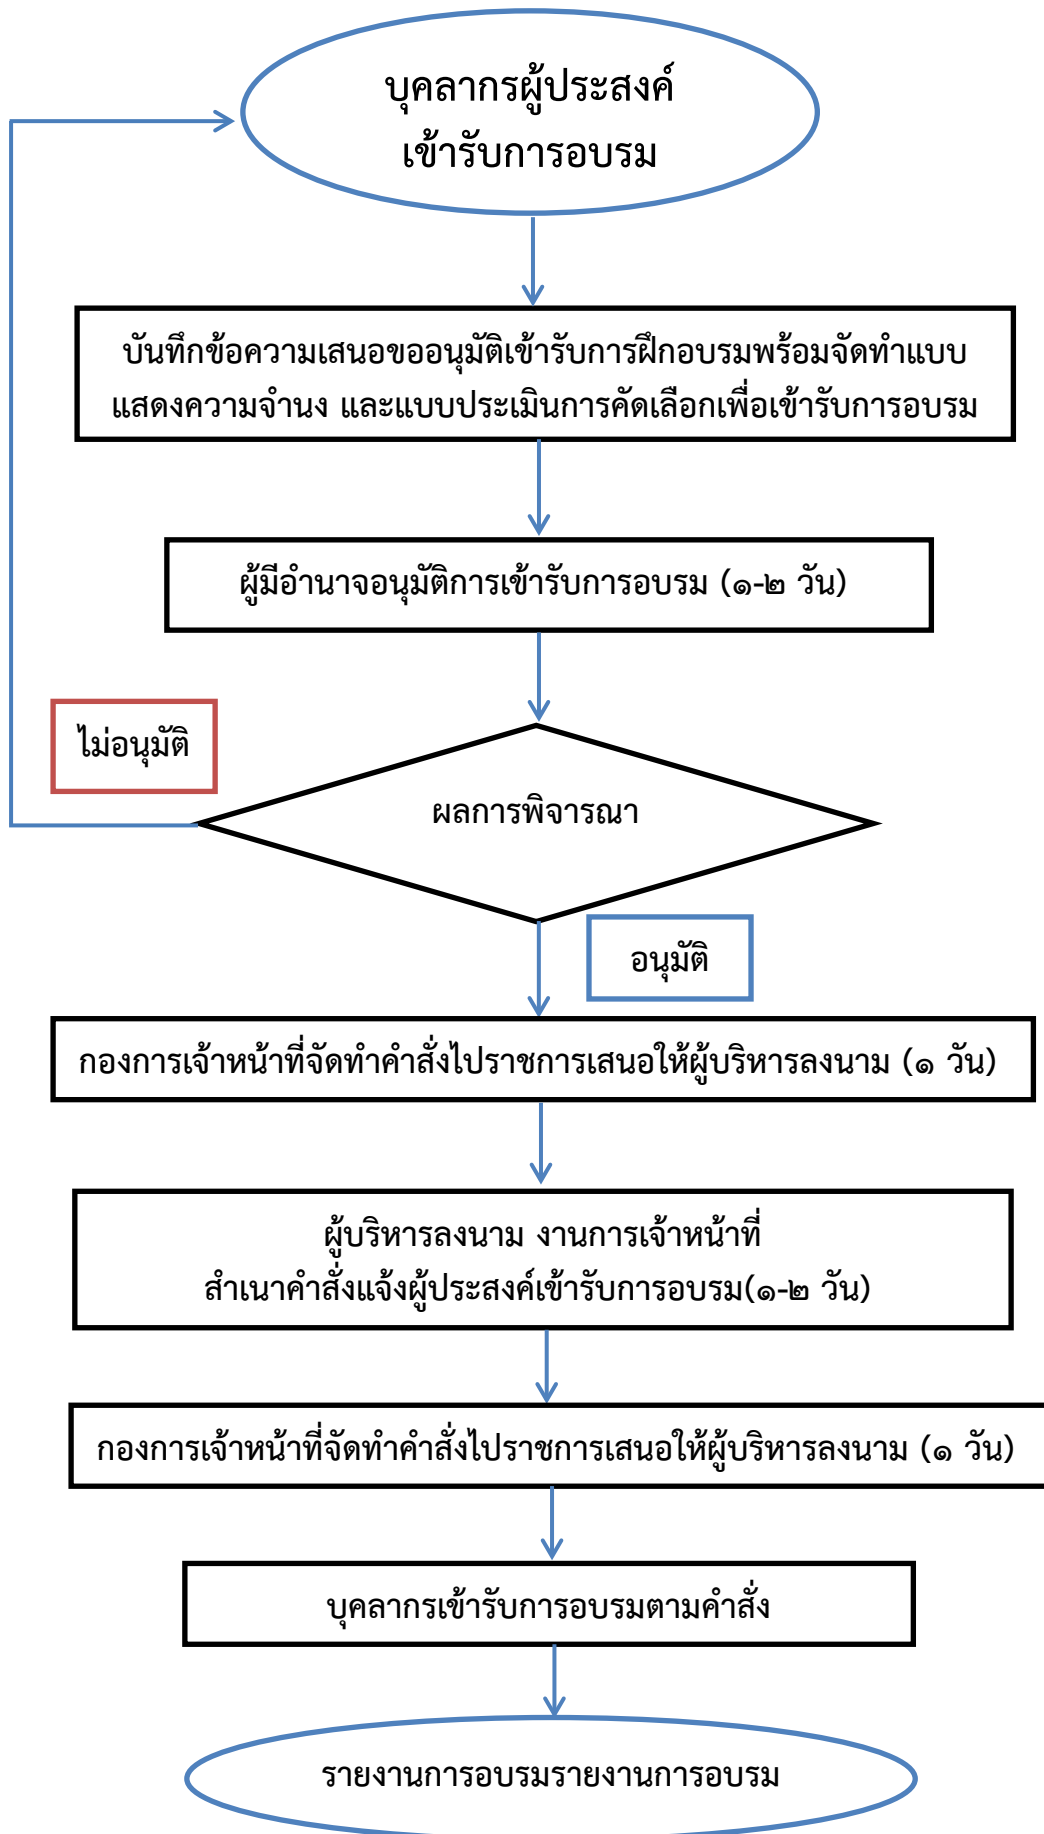 บุคลากรผู้ประสงค์
เข้ารับการอบรม
บันทึกข้อความเสนอขออนุมัติเข้ารับการฝึกอบรมพร้อมจัดทำแบบ
แสดงความจำนง และแบบประเมินการคัดเลือกเพื่อเข้ารับการอบรม
ผู้มีอำนาจอนุมัติการเข้ารับการอบรม (๑-๒ วัน)
ไม่อนุมัติ
ผลการพิจารณา
อนุมัติ
กองการเจ้าหน้าที่จัดทำคำสั่งไปราชการเสนอให้ผู้บริหารลงนาม (๑ วัน)
ผู้บริหารลงนาม งานการเจ้าหน้าที่
สำเนาคำสั่งแจ้งผู้ประสงค์เข้ารับการอบรม(๑-๒ วัน)
กองการเจ้าหน้าที่จัดทำคำสั่งไปราชการเสนอให้ผู้บริหารลงนาม (๑ วัน)
บุคลากรเข้ารับการอบรมตามคำสั่ง
รายงานการอบรมรายงานการอบรม